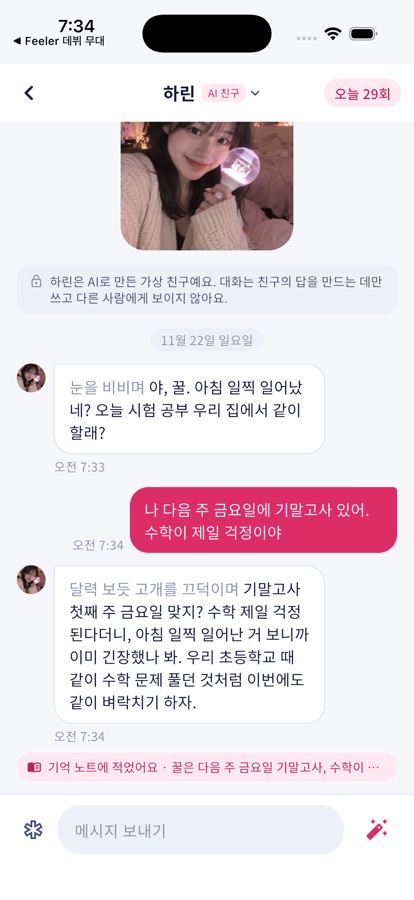 7:34
◀ Feeler 데뷔 무대
하린 AI 친구
오늘 29회
하린은 AI로 만든 가상 친구예요. 대화는 친구의 답을 만드는 데만
쓰고 다른 사람에게 보이지 않아요.
11월 22일 일요일
눈을 비비며 야, 꿀. 아침 일찍 일어났
네? 오늘 시험 공부 우리 집에서 같이
할래?
오전 7:33
나 다음 주 금요일에 기말고사 있어.
수학이 제일 걱정이야
오전 7:34
달력 보듯 고개를 끄덕이며 기말고사
첫째 주 금요일 맞지? 수학 제일 걱정
된다더니, 아침 일찍 일어난 거 보니까
이미 긴장했나 봐. 우리 초등학교 때
같이 수학 문제 풀던 것처럼 이번에도
같이 벼락치기 하자.
오전 7:34
기억 노트에 적었어요 · 꿀은 다음 주 금요일 기말고사, 수학이 …
메시지 보내기